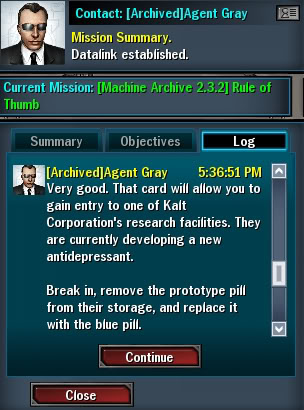 Contact: [Archived]Agent Gray
Mission Summary.
Datalink established.
Current Mission: [Machine Archive 2.3.2] Rule of
Thumb
Summary
Objectives
Log
[Archived]Agent Gray 5:36:51 PM
Very good. That card will allow you to
gain entry to one of Kalt
Corporation's research facilities. They
are currently developing a new
antidepressant.
Break in, remove the prototype pill
from their storage, and replace it
with the blue pill.
Continue
Close